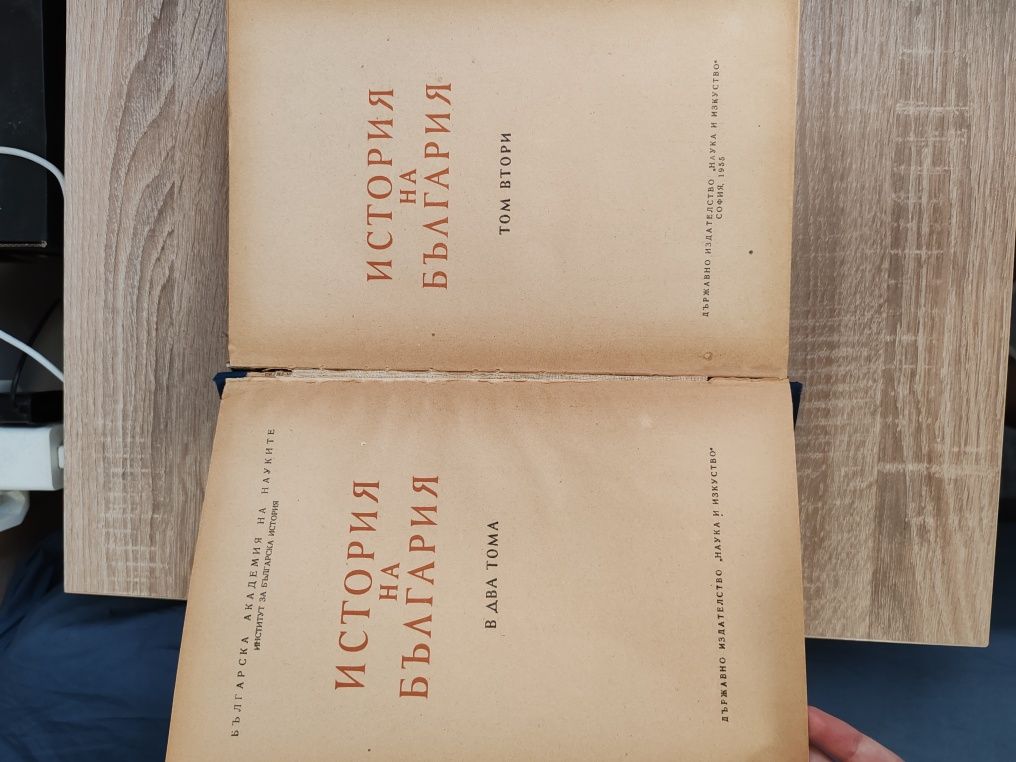 БЪЛГАРСКА АКАДЕМИЯ НА НАУКИТЕ
ИНСТИТУТ ЗА БЪЛГАРСКА ИСТОРИЯ
ИСТОРИЯ
НА
БЪЛГАРИЯ
В ДВА ТОМА
ДЪРЖАВНО ИЗДАТЕЛСТВО „НАУКА И ИЗКУСТВО“
ИСТОРИЯ
НА
БЪЛГАРИЯ
ТОМ ВТОРИ
ДЪРЖАВНО ИЗДАТЕЛСТВО „НАУКА И ИЗКУСТВО“
СОФИЯ, 1955